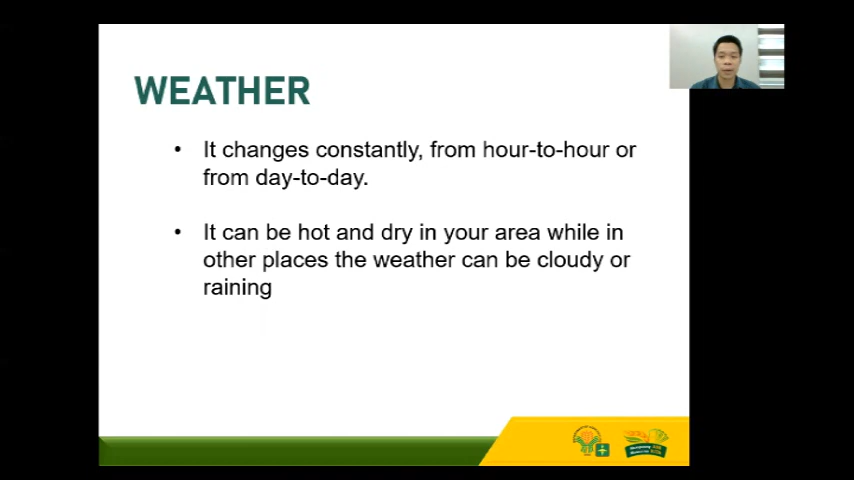 WEATHER
• It changes constantly, from hour-to-hour or
from day-to-day.
• It can be hot and dry in your area while in
other places the weather can be cloudy or
raining